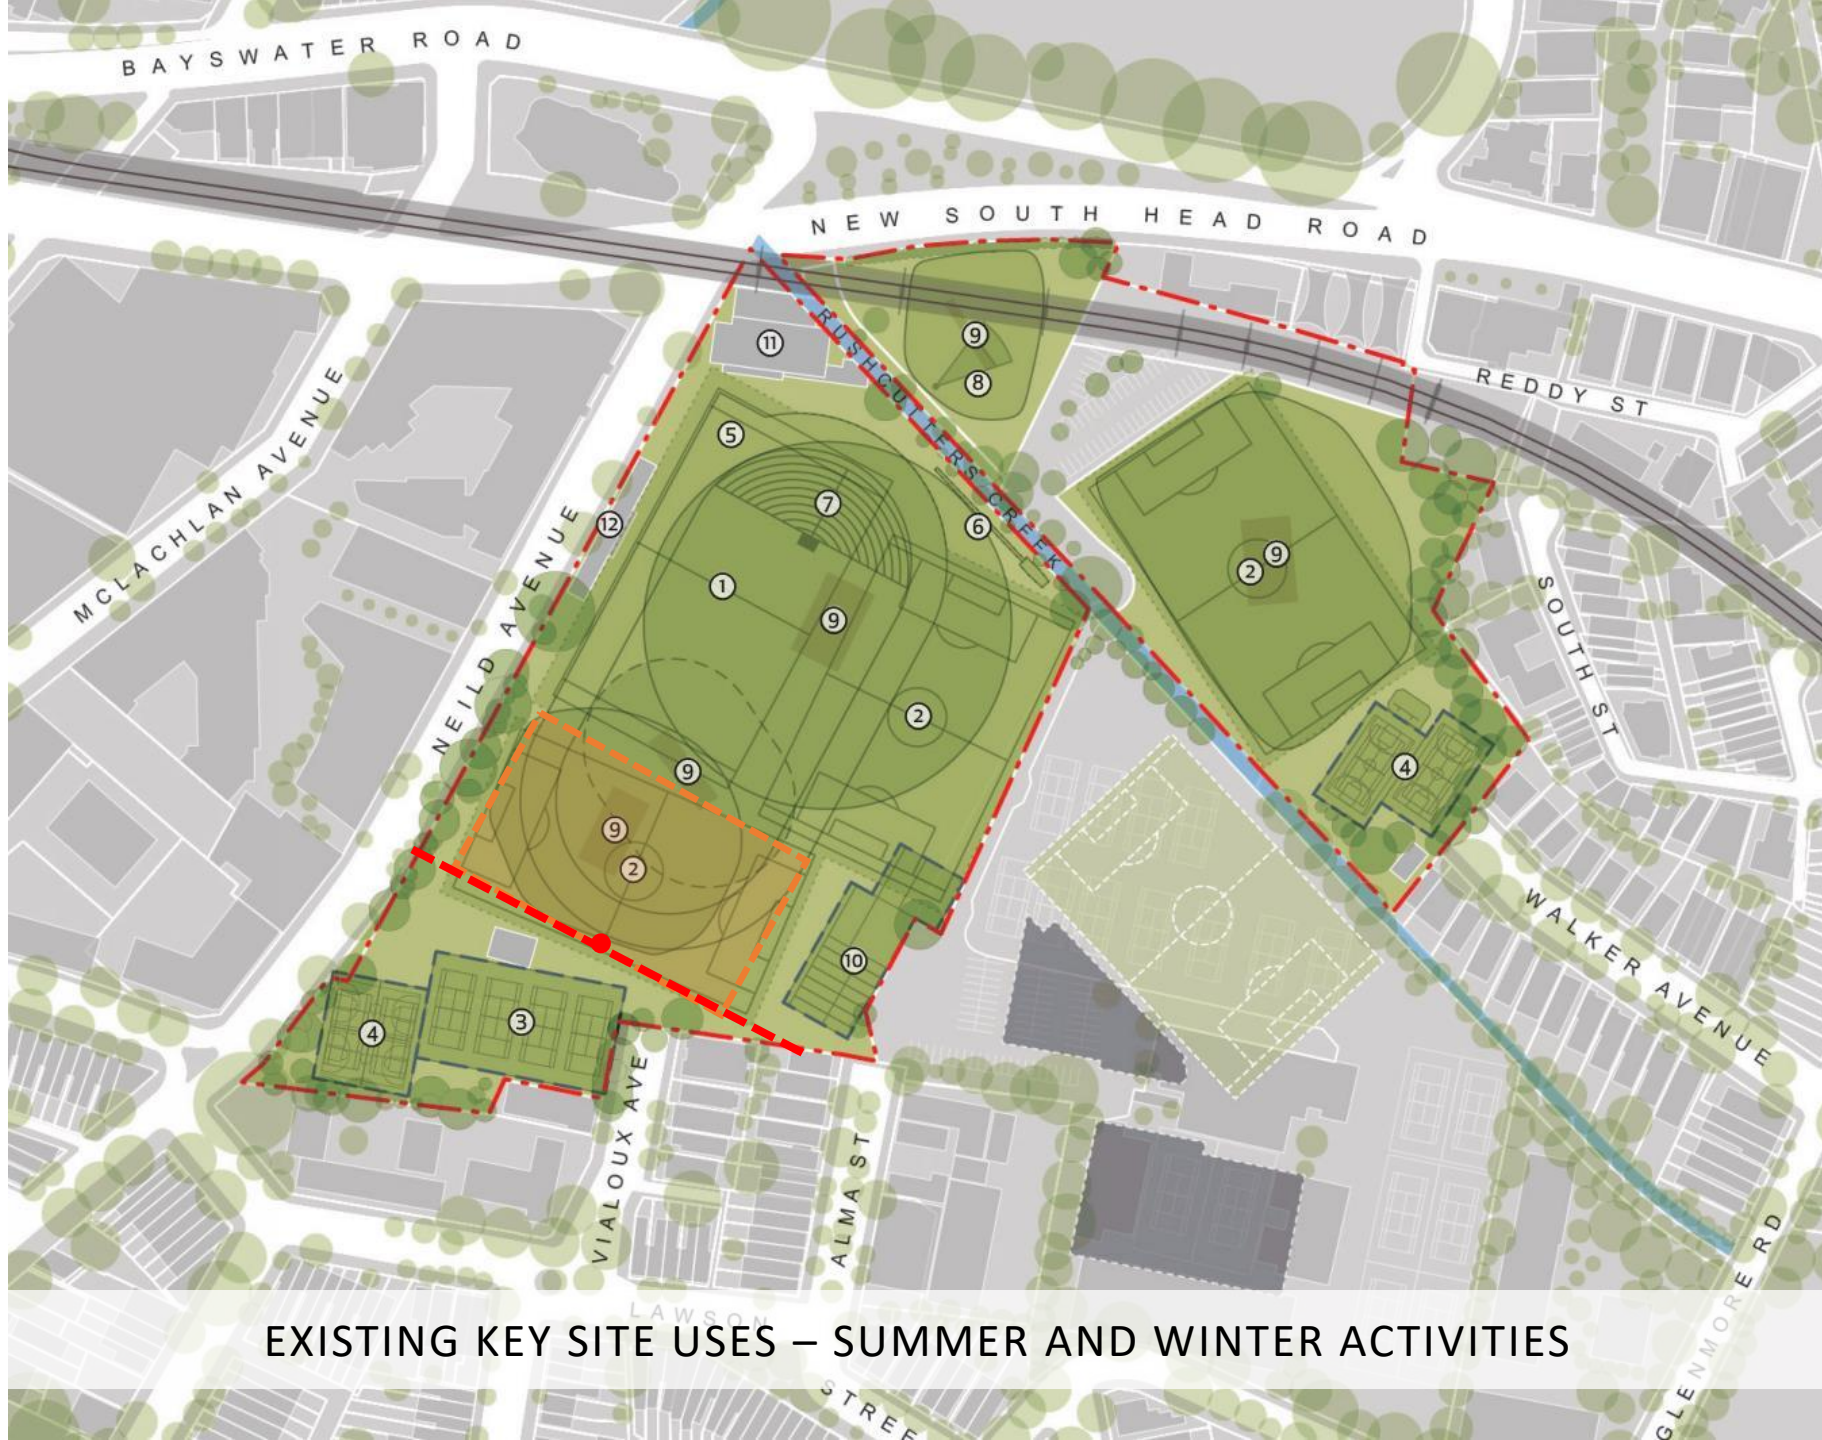 BAYSWATER ROAD
NEW SOUTH HEAD ROAD
RUSHCUTTERS CREEK
9
11
MCLACHLAN AVENUE
REDDY ST
8
5
7
12
6
NEILD AVENUE
9
2
1
SOUTH ST
9
2
4
9
9
2
WALKER AVENUE
10
3
4
VIALOUX AVE
ALMA ST
GLENMORE RD
LAWSON
EXISTING KEY SITE USES – SUMMER AND WINTER ACTIVITIES
STREE